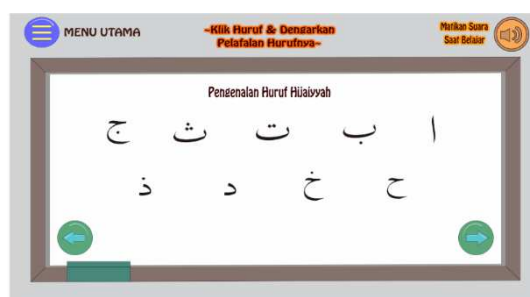 MENU UTAMA
~Klik Huruf & Dengarkan
Pelafalan Hurufnya~
Matikan Suara
Saat Belajar
Pengenalan Huruf Hijaiyyah
ا ب ت ث ج
ح خ د ذ